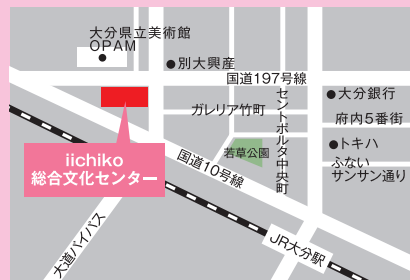 大分県立美術館
OPAM
別大興産
国道197号線
大分銀行
ガレリア竹町
セントポルタ中央町
府内5番街
トキハ
若草公園
ふない
サンサン通り
iichiko
総合文化センター
国道10号線
大道バイパス
JR大分駅